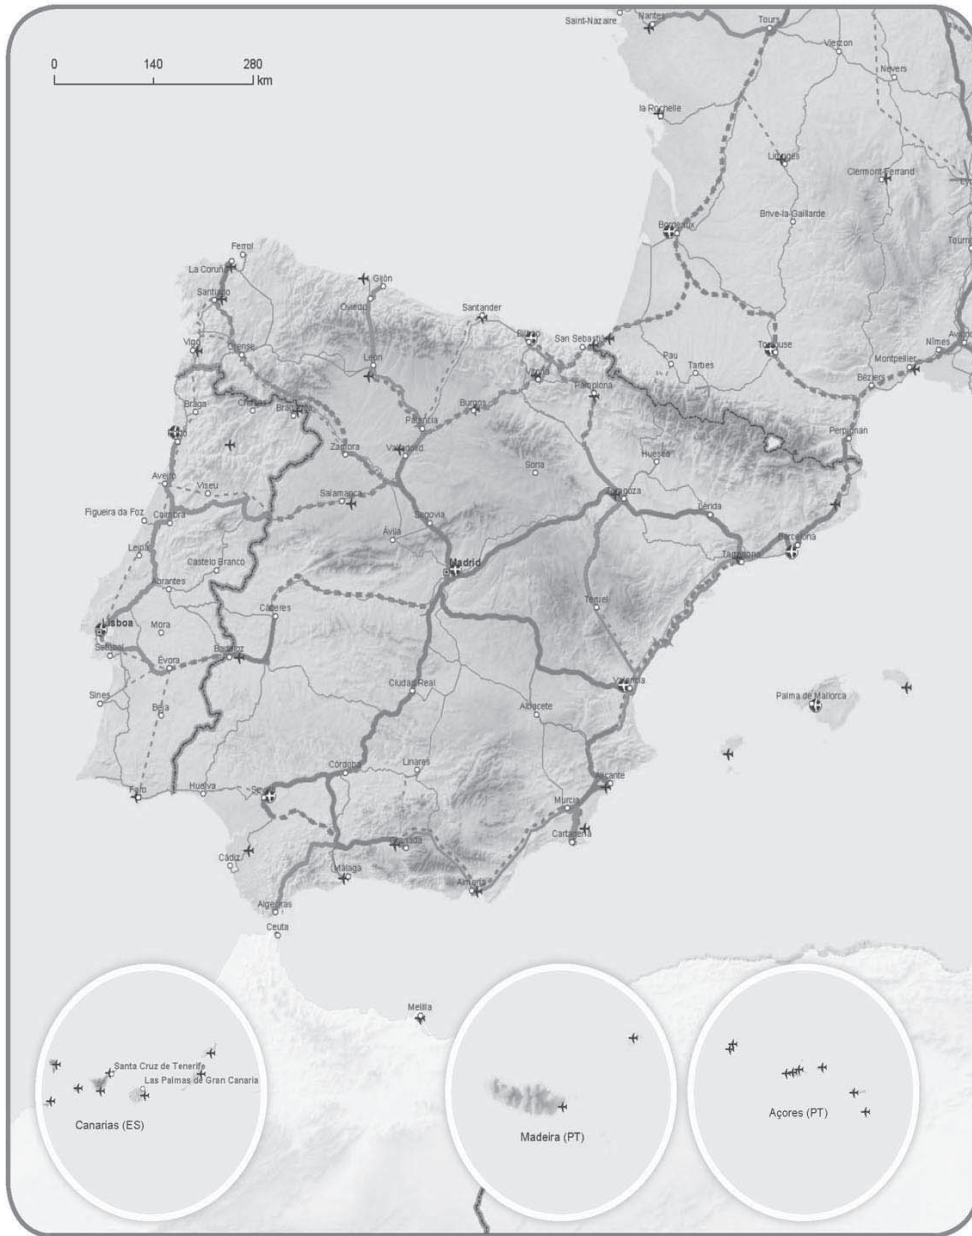 Saint-Nazaire
Nantes
Tours
Vierzon
Nevers
0 140 280
km
la Rochelle
Limoges
Clermont-Ferrand
Brive-la-Gaillarde
Bordeaux
Ferrol
La Coruña
Santiago
Gijón
Oviedo
Santander
Bilbao
San Sebastián
Toulouse
Nîmes
Montpellier
Béziers
Vigo
Orense
León
Vitoria
Pamplona
Pau
Tarbes
Braga
Chaves
Burgos
Palencia
Perpignan
Zamora
Valladolid
Soria
Huesca
Aveiro
Viseu
Salamanca
Zaragoza
Lérida
Figueira da Foz
Coimbra
Segovia
Ávila
Barcelona
Tarragona
Leiria
Castelo Branco
Madrid
Abrantes
Cáceres
Teruel
Lisboa
Mora
Setúbal
Évora
Badajoz
Sines
Beja
Ciudad Real
Valencia
Albacete
Palma de Mallorca
Faro
Huelva
Córdoba
Linares
Alicante
Murcia
Cartagena
Cádiz
Málaga
Almería
Algeciras
Ceuta
Melilla
Santa Cruz de Tenerife
Las Palmas de Gran Canaria
Canarias (ES)
Madeira (PT)
Açores (PT)